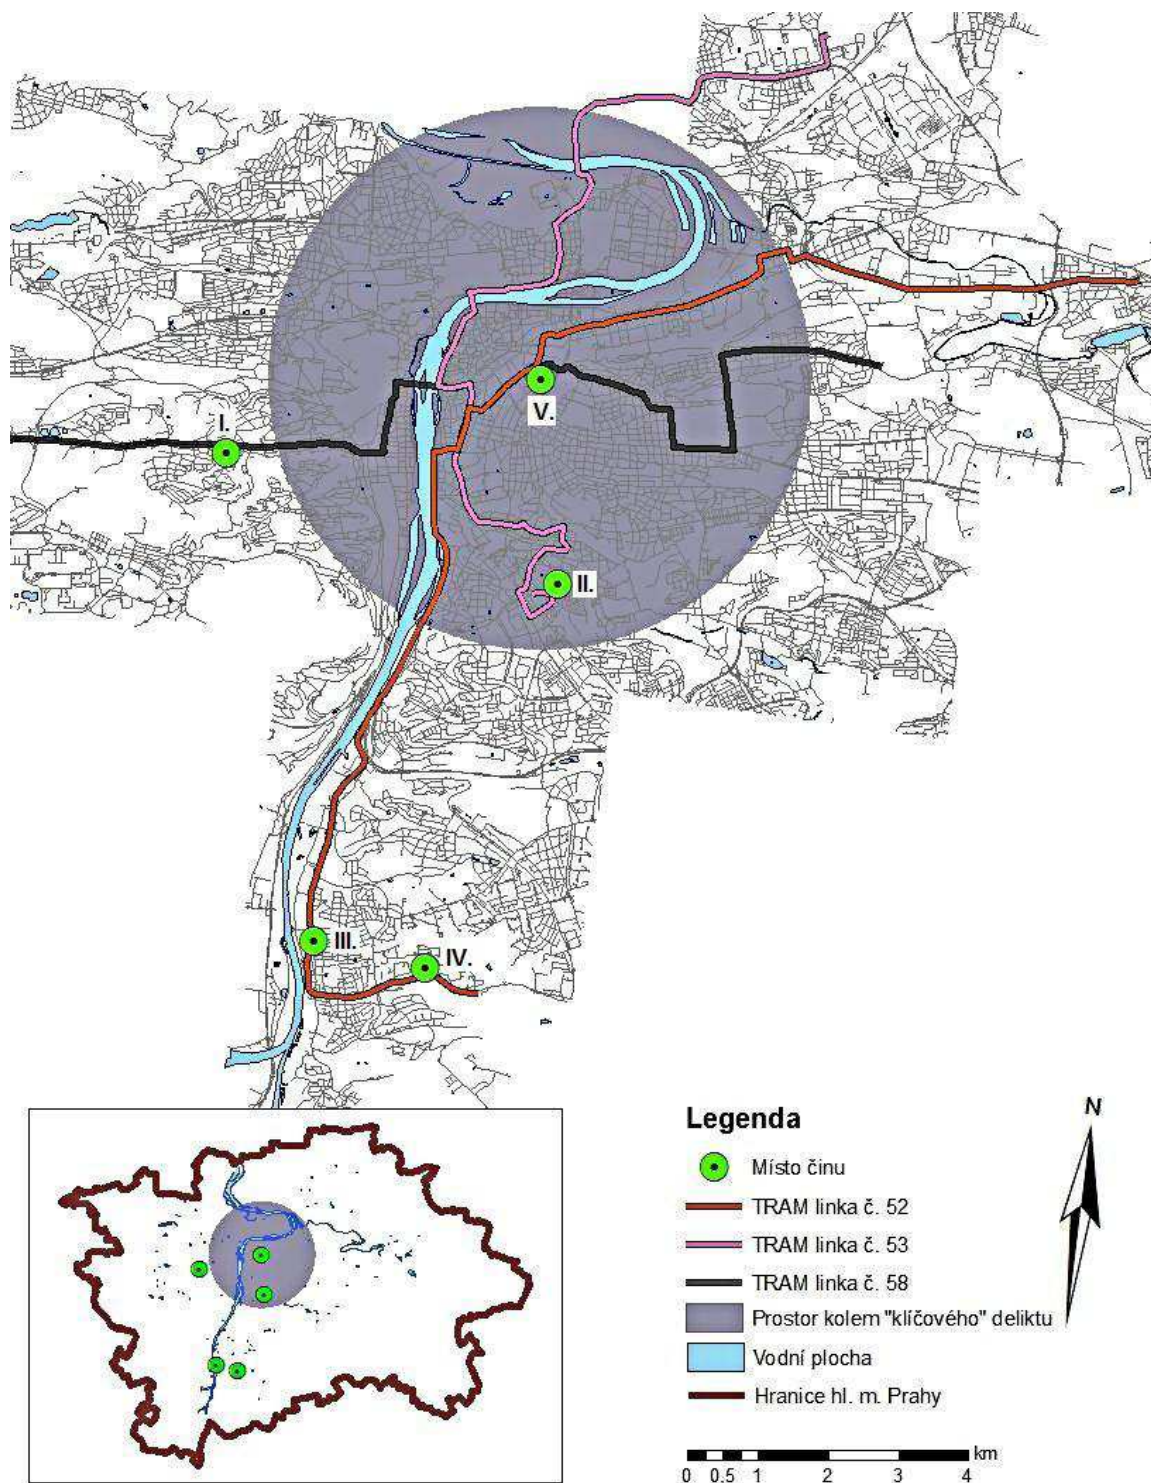 I.
V.
II.
III.
IV.
Legenda
N
Místo činu
TRAM linka č. 52
TRAM linka č. 53
TRAM linka č. 58
Prostor kolem "klíčového" deliktu
Vodní plocha
Hranice hl. m. Prahy
km
0 0.5 1 2 3 4